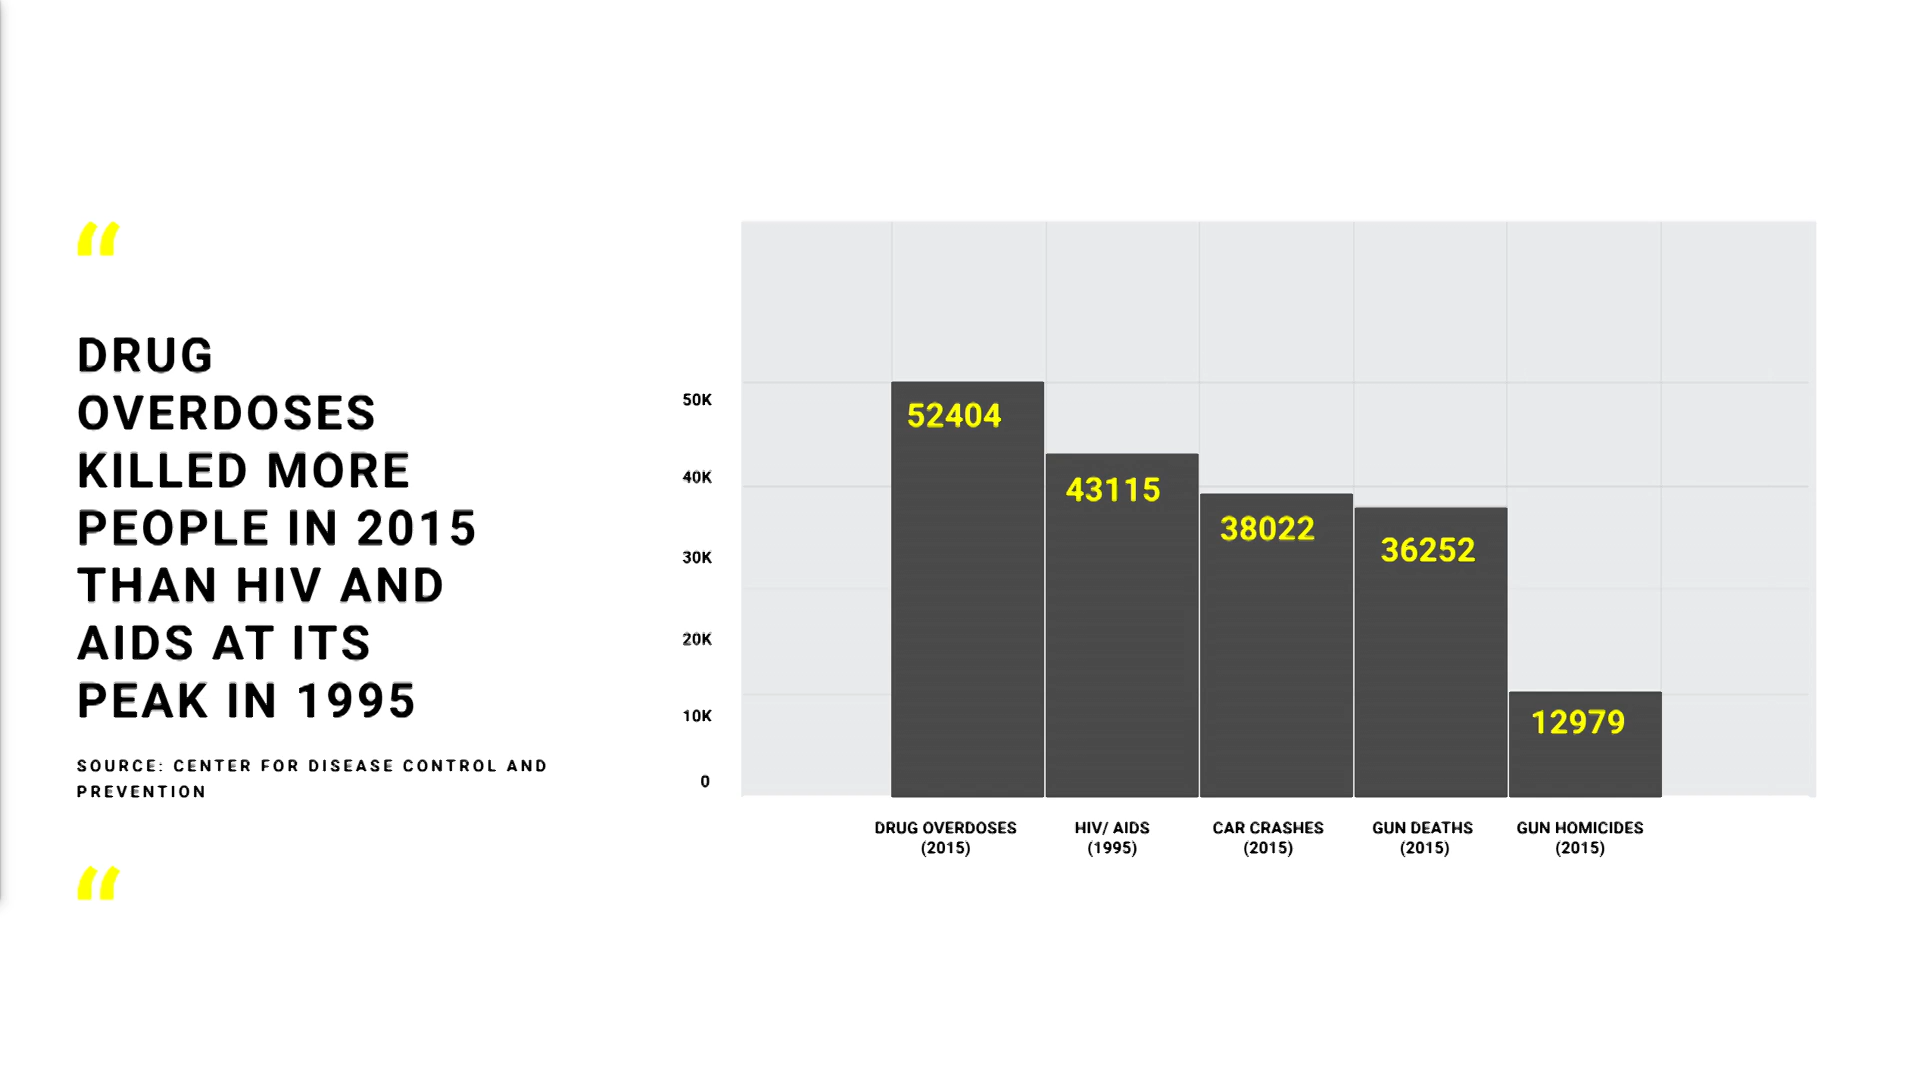 “
DRUG
OVERDOSES
KILLED MORE
PEOPLE IN 2015
THAN HIV AND
AIDS AT ITS
PEAK IN 1995
SOURCE: CENTER FOR DISEASE CONTROL AND
PREVENTION
“
50K
40K
30K
20K
10K
0
52404
43115
38022
36252
12979
DRUG OVERDOSES
(2015)
HIV/ AIDS
(1995)
CAR CRASHES
(2015)
GUN DEATHS
(2015)
GUN HOMICIDES
(2015)